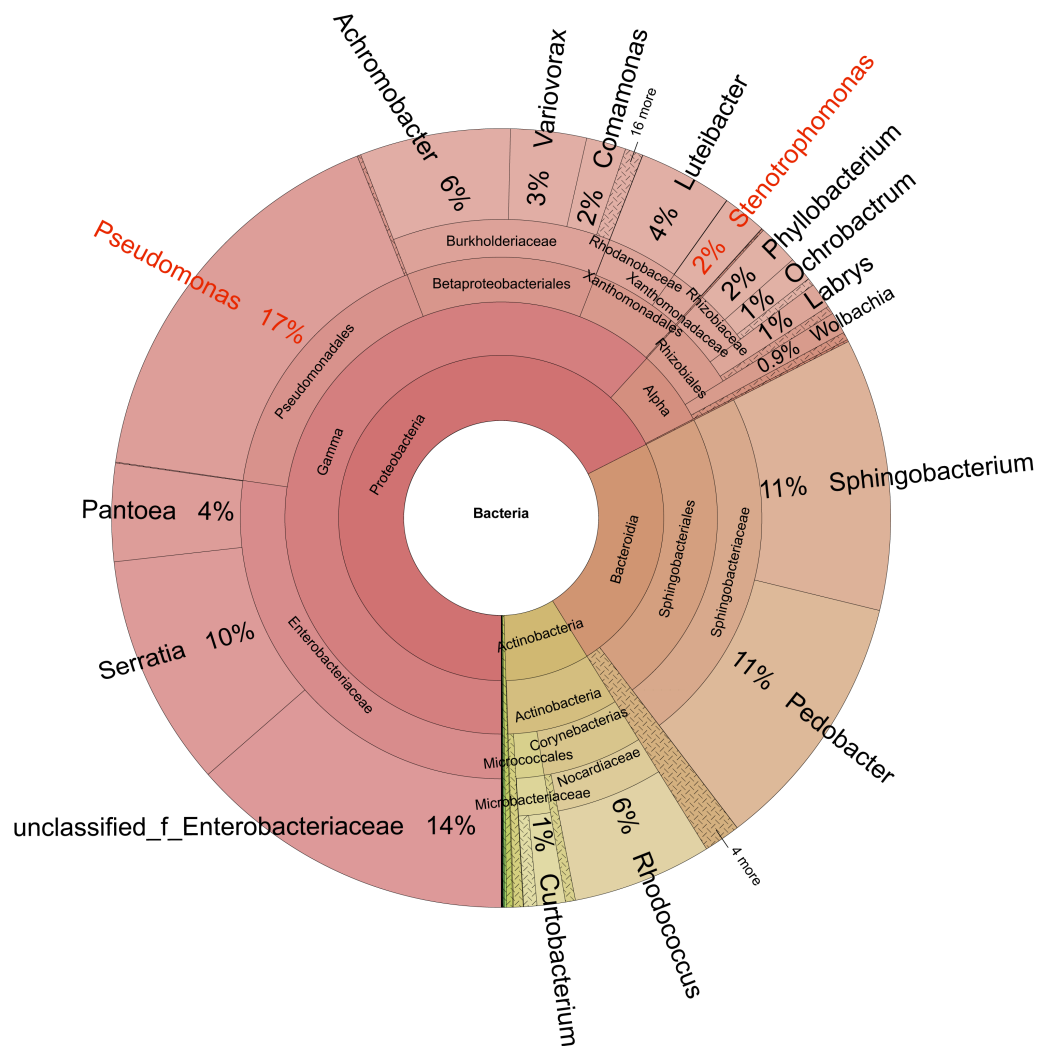 Achromobacter
6%
Variovorax
3%
Comamonas
2%
16 more
Luteibacter
4%
Stenotrophomonas
2%
Phyllobacterium
2%
Ochrobactrum
1%
Labrys
1%
Wolbachia
0.9%
Pseudomonas 17%
Burkholderiaceae
Betaproteobacteriales
Rhodanobaceae
Xanthomonadaceae
Xanthomonadales
Rhizobiaceae
Rhizobiales
Alpha
Pseudomonadales
Gamma
Proteobacteria
Bacteria
Pantoea 4%
Serratia 10%
Enterobacteriaceae
unclassified_f_Enterobacteriaceae 14%
11% Sphingobacterium
11% Pedobacter
Bacteroidia
Sphingobacteriales
Sphingobacteriaceae
4 more
Actinobacteria
Actinobacteria
Corynebacterias
Micrococcales
Nocardiaceae
Microbacteriaceae
6% Rhodococcus
1% Curtobacterium